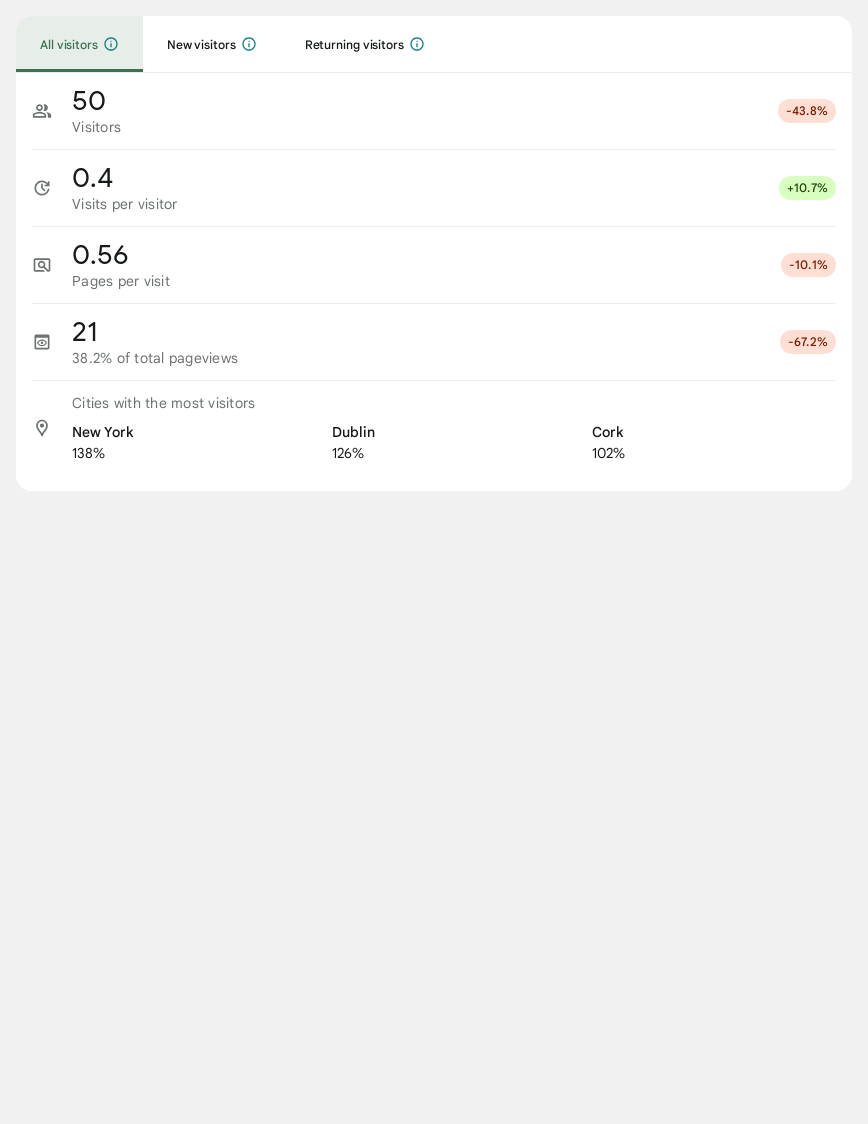 All visitors
New visitors
Returning visitors
50
Visitors
-43.8%
0.4
Visits per visitor
+10.7%
0.56
Pages per visit
-10.1%
21
38.2% of total pageviews
-67.2%
Cities with the most visitors
New York
138%
Dublin
126%
Cork
102%